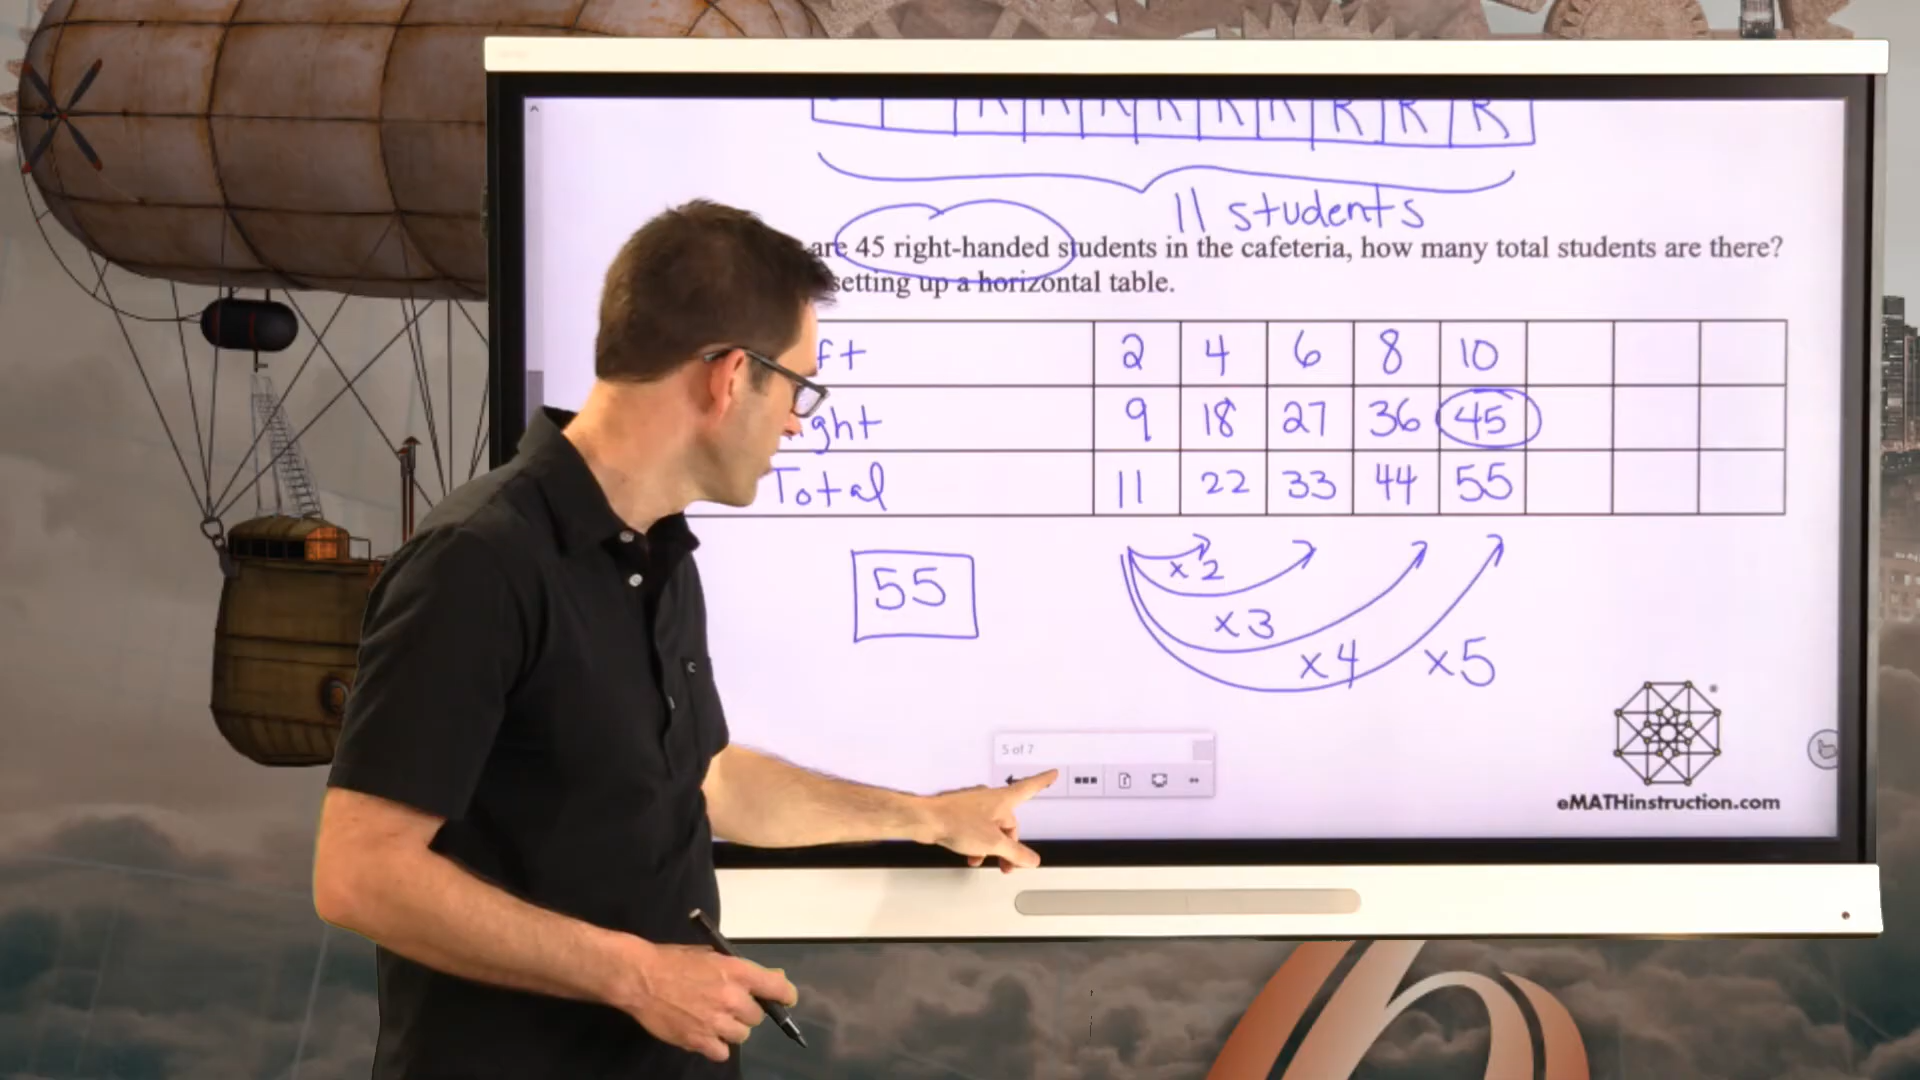 R R R R R R R R R
11 students
are 45 right-handed students in the cafeteria, how many total students are there?
setting up a horizontal table.
ft 2 4 6 8 10
ght 9 18 27 36 45
Total 11 22 33 44 55
55
x2
x3
x4 x5
5 of 7
eMATHinstruction.com